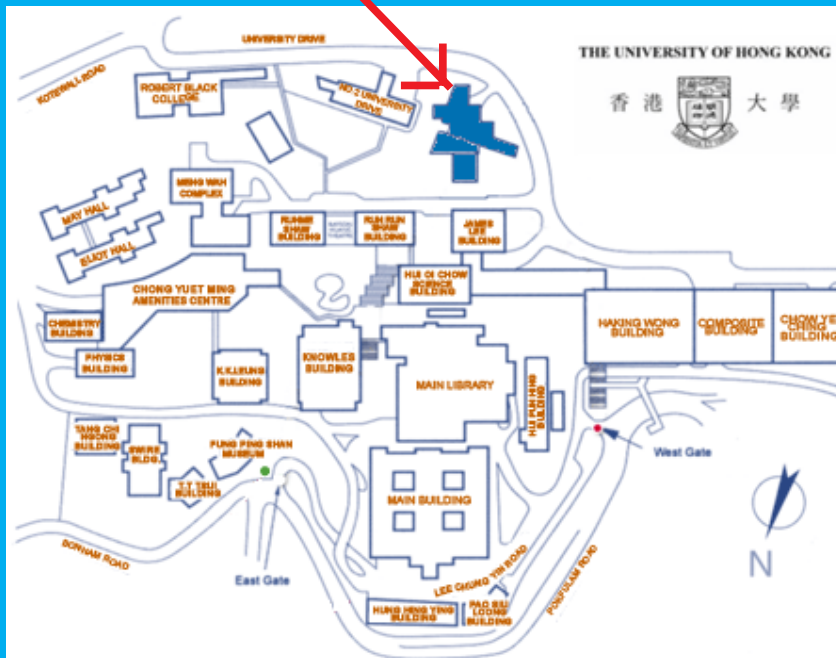 UNIVERSITY DRIVE
THE UNIVERSITY OF HONG KONG
香港大學
KOTEWALL ROAD
ROBERT BLACK
COLLEGE
NO.2 UNIVERSITY
DRIVE
MENG WAH
COMPLEX
MAY HALL
ELIOT HALL
RUNME
SHAW
BUILDING
RUN RUN
SHAW
BUILDING
JAMES
LEE
BUILDING
CHONG YUET MING
AMENITIES CENTRE
HUI OI CHOW
SCIENCE
BUILDING
CHEMISTRY
BUILDING
PHYSICS
BUILDING
K.K.LEUNG
BUILDING
KNOWLES
BUILDING
MAIN LIBRARY
HUI PUN HING
BUILDING
HAKING WONG
BUILDING
COMPOSITE
BUILDING
CHOW YE
CHING
BUILDING
TANG CHI
NGONG
BUILDING
SWIRE
BLDG.
FUNG PING SHAN
MUSEUM
T.T.TSUI
BUILDING
MAIN BUILDING
West Gate
BONHAM ROAD
East Gate
LEE CHUNG YIN ROAD
POKFULAM ROAD
HUNG HING YING
BUILDING
PAO SIU
LOONG
BUILDING
N